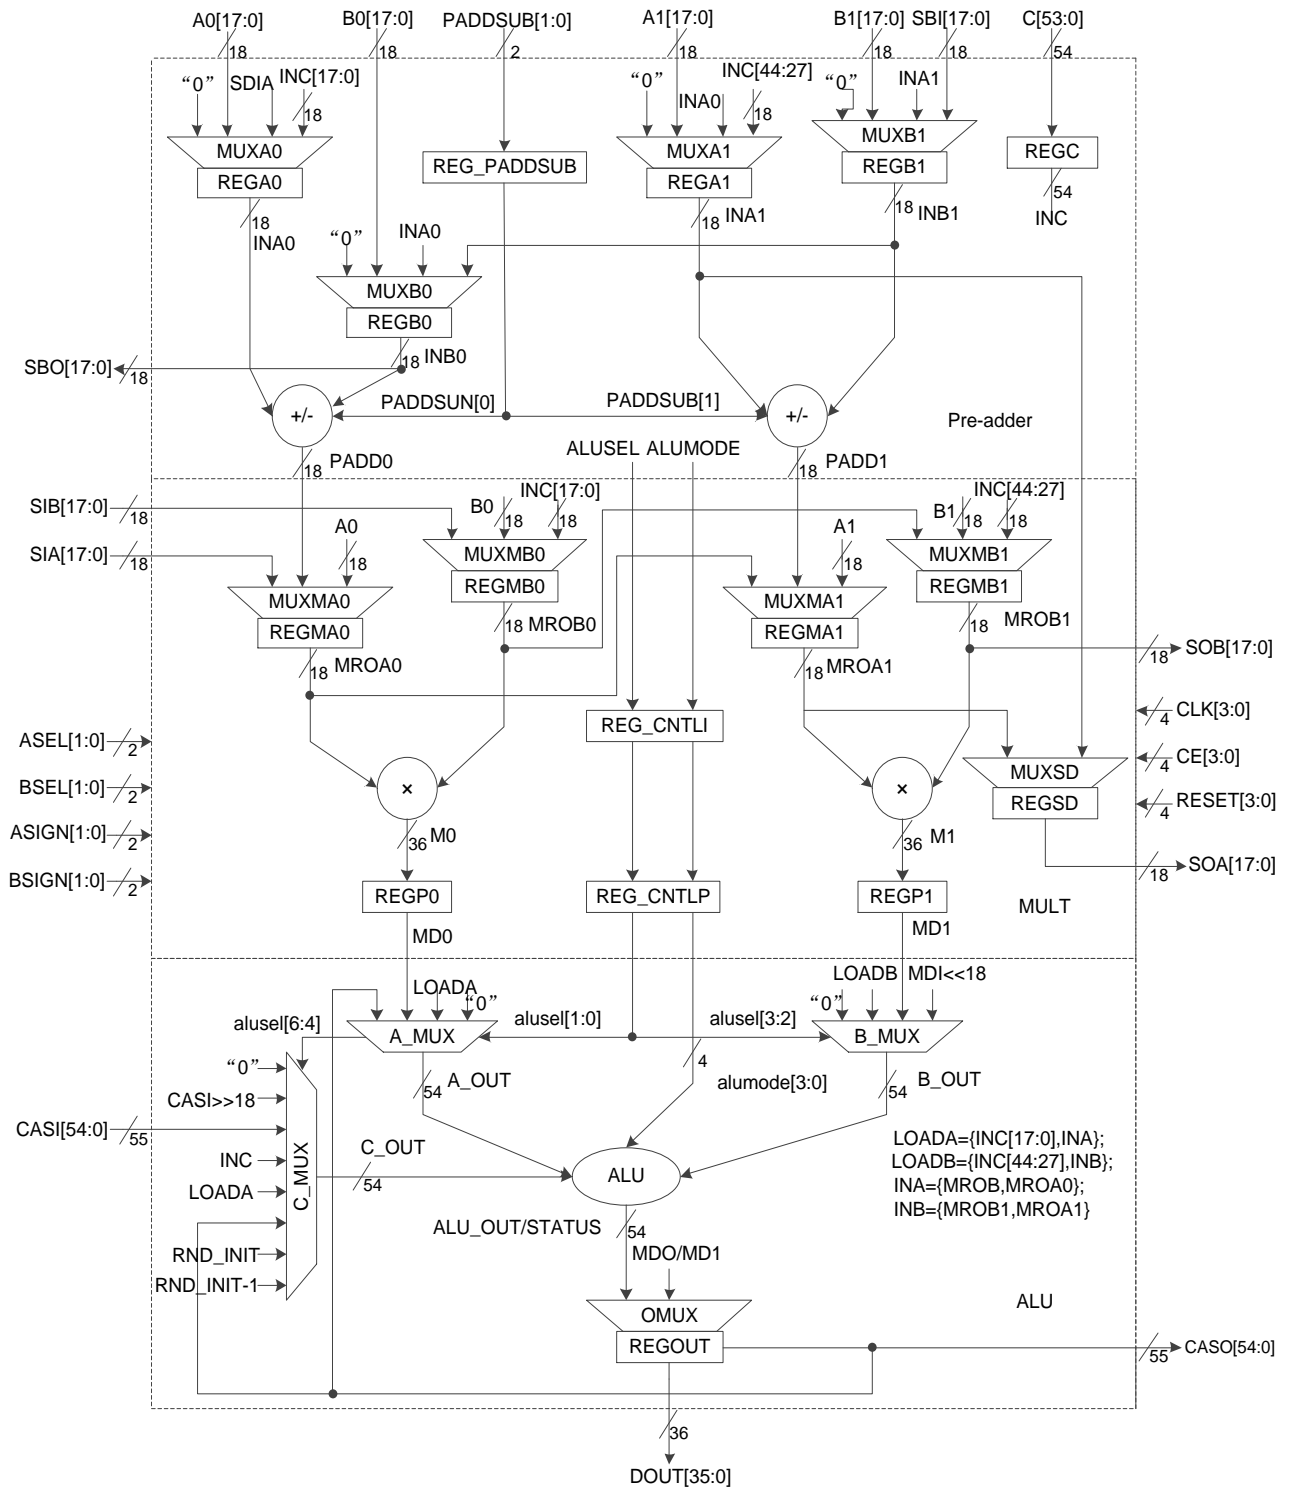 A0[17:0] B0[17:0] PADDSUB[1:0] A1[17:0] B1[17:0] SBI[17:0] C[53:0]
18 18 2 18 18 18 54
“0” SDIA INC[17:0] “0” INA0 INC[44:27] “0” INA1
18 18
MUXA0 MUXA1 MUXB1 REGC
REGA0 REG_PADDSUB REGA1 REGB1
18 18 INA1 18 INB1 54
INA0 INC
“0” INA0
MUXB0
REGB0
18 INB0
SBO[17:0] 18
PADDSUN[0] PADDSUB[1]
+/- +/-
Pre-adder
ALUSEL ALUMODE
18 PADD0 18 PADD1
SIB[17:0] 18 B0 18 INC[17:0] 18 B1 18 INC[44:27] 18
A0 A1
SIA[17:0] 18 18 MUXMB0 18 MUXMB1
REGMB0 REGMB1
MUXMA0 MUXMA1
REGMA0 18 MROB0 REGMA1 18 MROB1
18 MROA0 18 MROA1 18 SOB[17:0]
REG_CNTLI 4 CLK[3:0]
ASEL[1:0] 2
4 CE[3:0]
MUXSD
BSEL[1:0] 2 × × REGSD 4 RESET[3:0]
ASIGN[1:0] 2 36 M0 36 M1
18 SOA[17:0]
BSIGN[1:0] 2 REGP0 REG_CNTLP REGP1
MULT
MD0 MD1
LOADA “0” “0” LOADB MDI<<18
alusel[6:4] A_MUX alusel[1:0] alusel[3:2] B_MUX
“0” 4
54 A_OUT alumode[3:0] 54 B_OUT
CASI>>18
CASI[54:0] 55
INC
LOADA
RND_INIT
RND_INIT-1
C_MUX
C_OUT
54
ALU
LOADA={INC[17:0],INA};
LOADB={INC[44:27],INB};
INA={MROB,MROA0};
INB={MROB1,MROA1}
ALU_OUT/STATUS 54
MDO/MD1
OMUX
REGOUT
ALU
55 CASO[54:0]
36
DOUT[35:0]